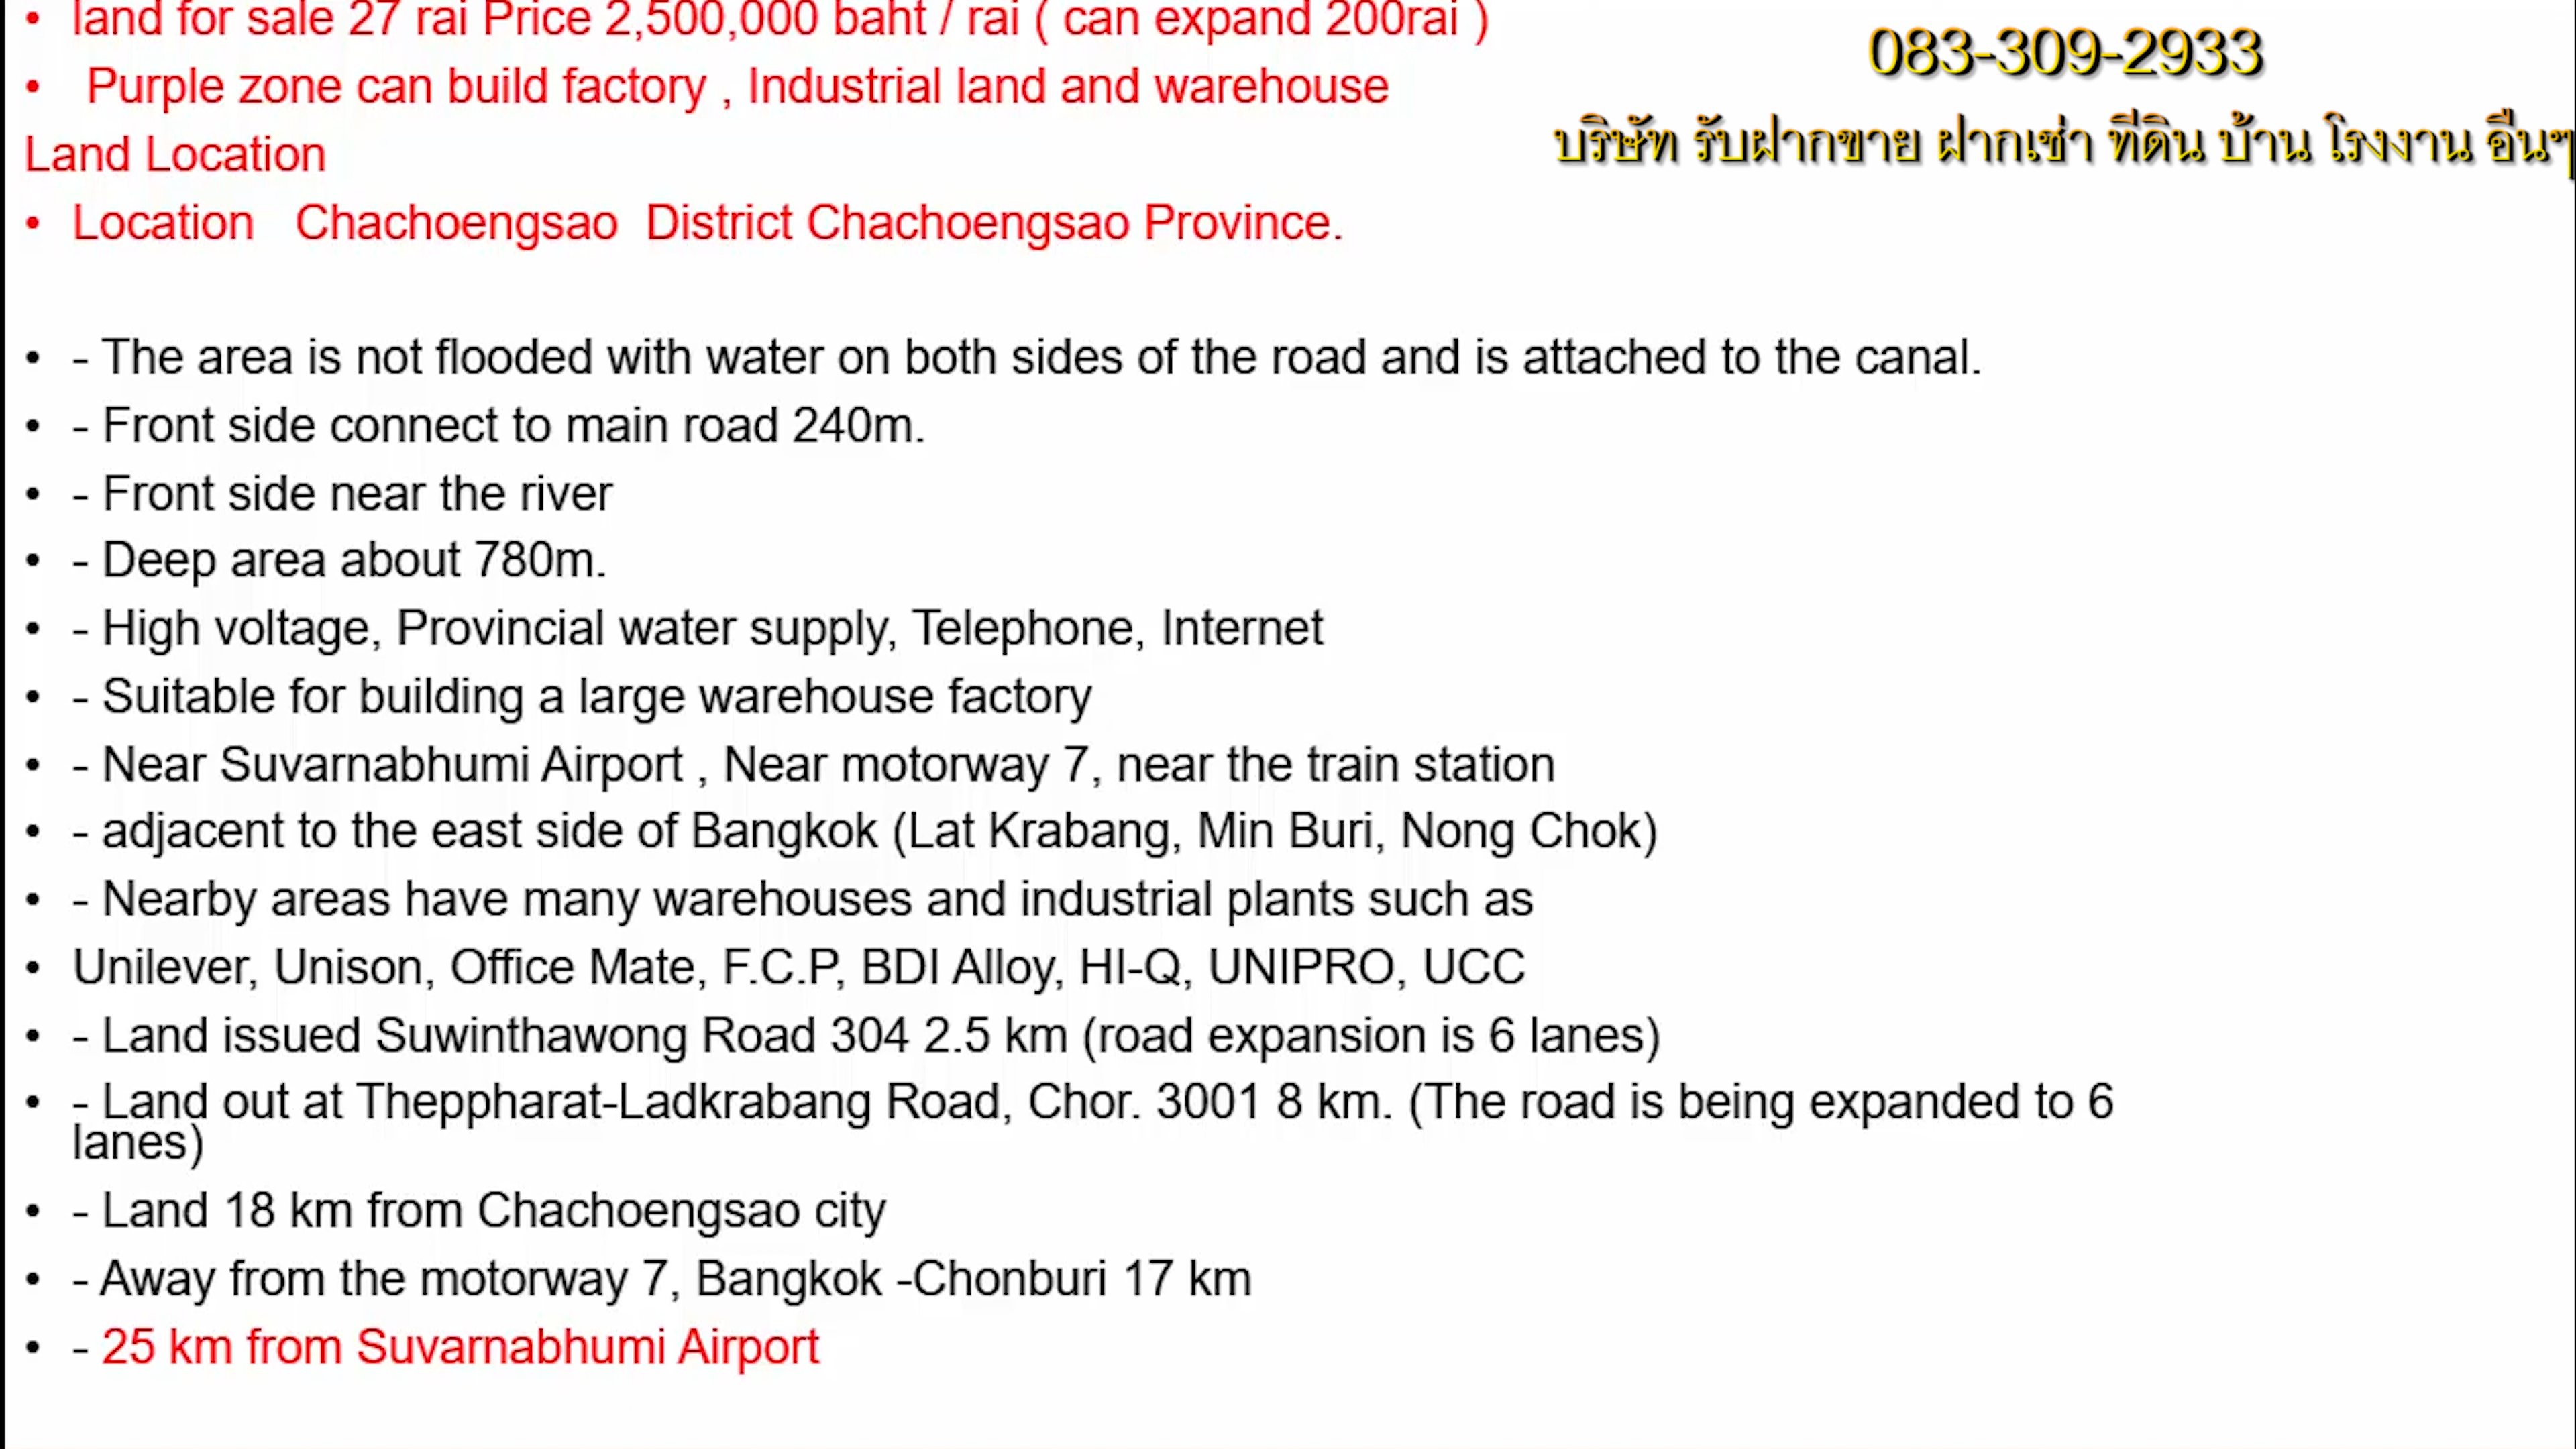 • land for sale 27 rai Price 2,500,000 baht / rai ( can expand 200rai )
083-309-2933
• Purple zone can build factory , Industrial land and warehouse
บริษัท รับฝากขาย ฝากเช่า ที่ดิน บ้าน โรงงาน อื่นๆ
Land Location
• Location Chachoengsao District Chachoengsao Province.
• - The area is not flooded with water on both sides of the road and is attached to the canal.
• - Front side connect to main road 240m.
• - Front side near the river
• - Deep area about 780m.
• - High voltage, Provincial water supply, Telephone, Internet
• - Suitable for building a large warehouse factory
• - Near Suvarnabhumi Airport , Near motorway 7, near the train station
• - adjacent to the east side of Bangkok (Lat Krabang, Min Buri, Nong Chok)
• - Nearby areas have many warehouses and industrial plants such as
• Unilever, Unison, Office Mate, F.C.P, BDI Alloy, HI-Q, UNIPRO, UCC
• - Land issued Suwinthawong Road 304 2.5 km (road expansion is 6 lanes)
• - Land out at Theppharat-Ladkrabang Road, Chor. 3001 8 km. (The road is being expanded to 6
lanes)
• - Land 18 km from Chachoengsao city
• - Away from the motorway 7, Bangkok -Chonburi 17 km
• - 25 km from Suvarnabhumi Airport